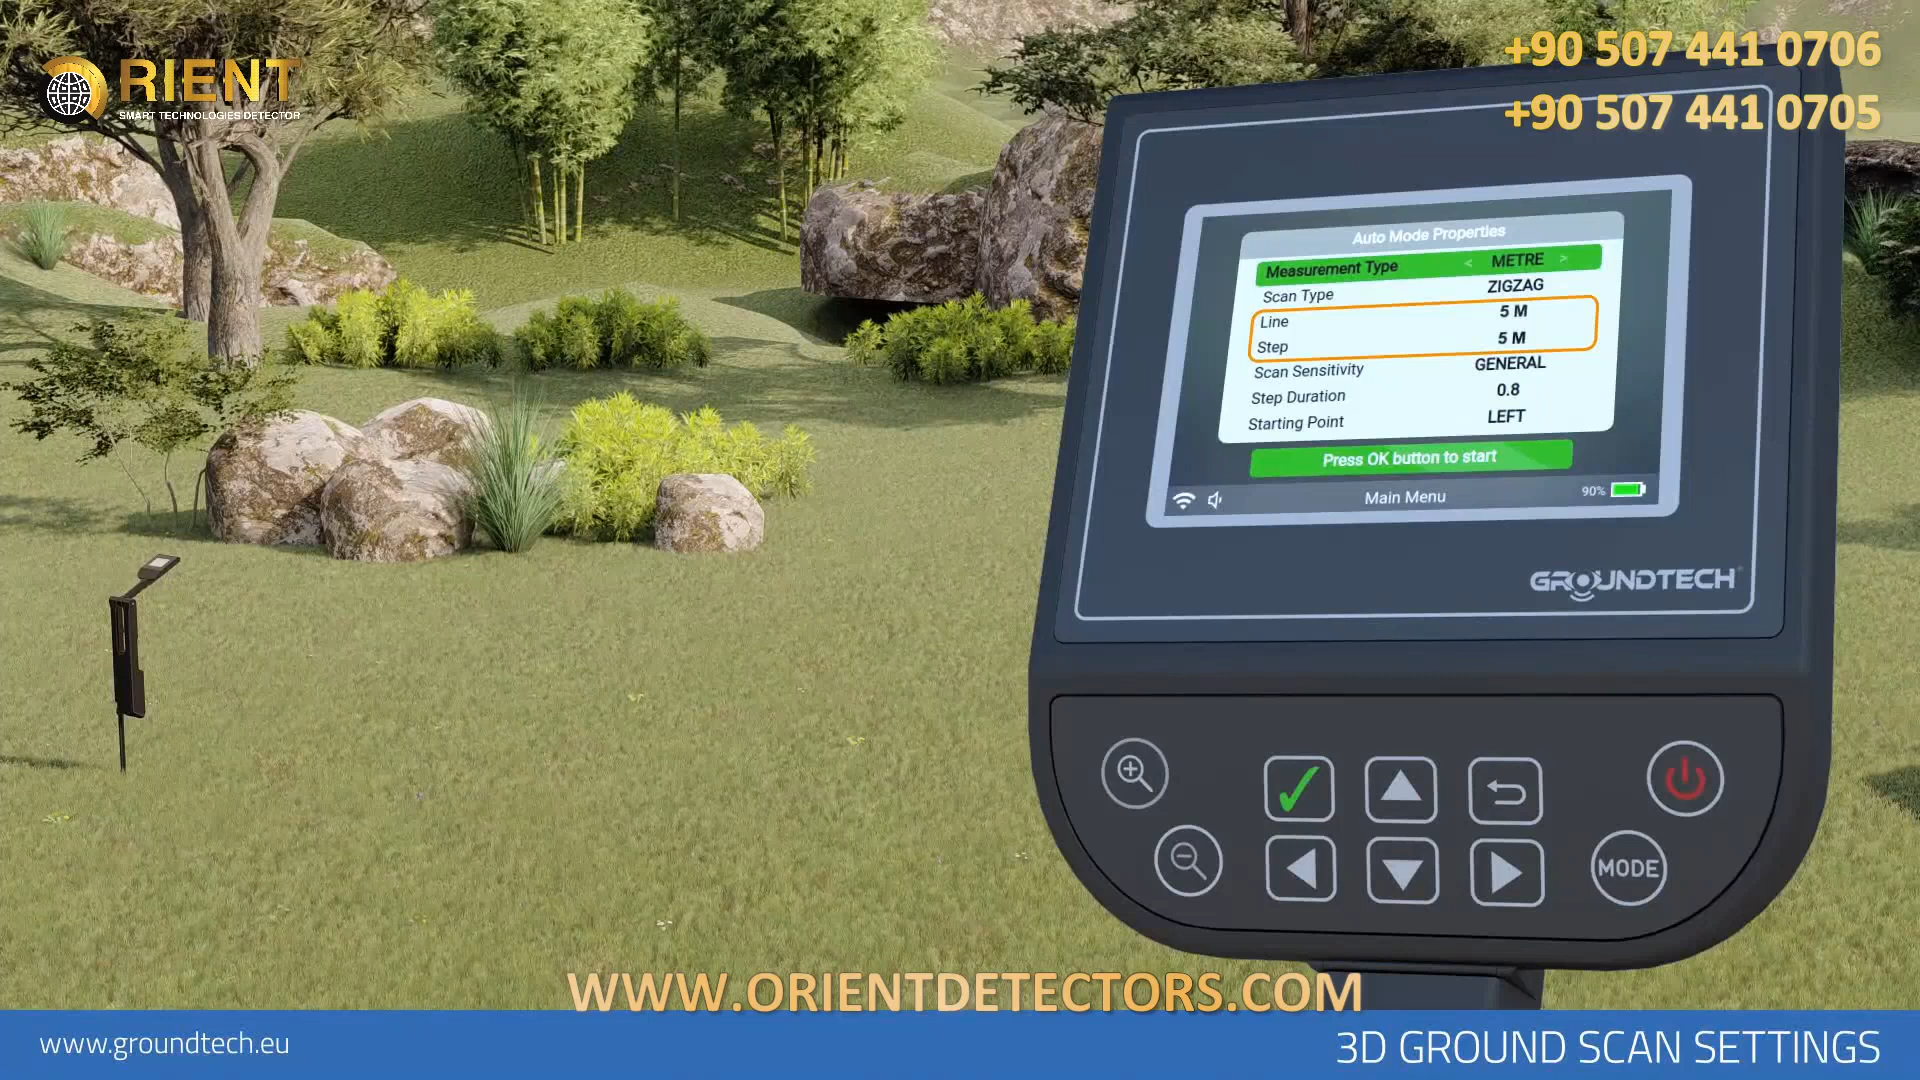 ORIENT
SMART TECHNOLOGIES DETECTOR
+90 507 441 0706
+90 507 441 0705
Auto Mode Properties
Measurement Type < METRE >
Scan Type ZIGZAG
Line 5 M
Step 5 M
Scan Sensitivity GENERAL
Step Duration 0.8
Starting Point LEFT
Press OK button to start
Main Menu 90%
GROUNDTECH
MODE
WWW.ORIENTDETECTORS.COM
www.groundtech.eu
3D GROUND SCAN SETTINGS